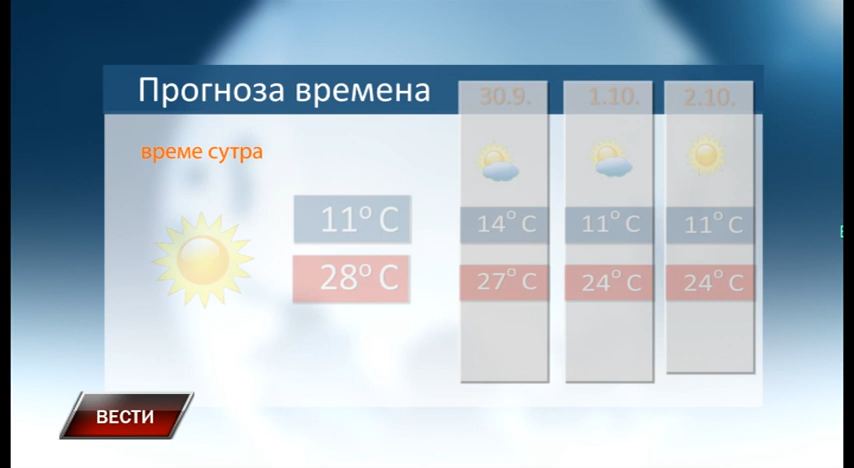 Прогноза времена
30.9. 1.10. 2.10.
време сутра
11° C
28° C
14° C 11° C 11° C
27° C 24° C 24° C
ВЕСТИ